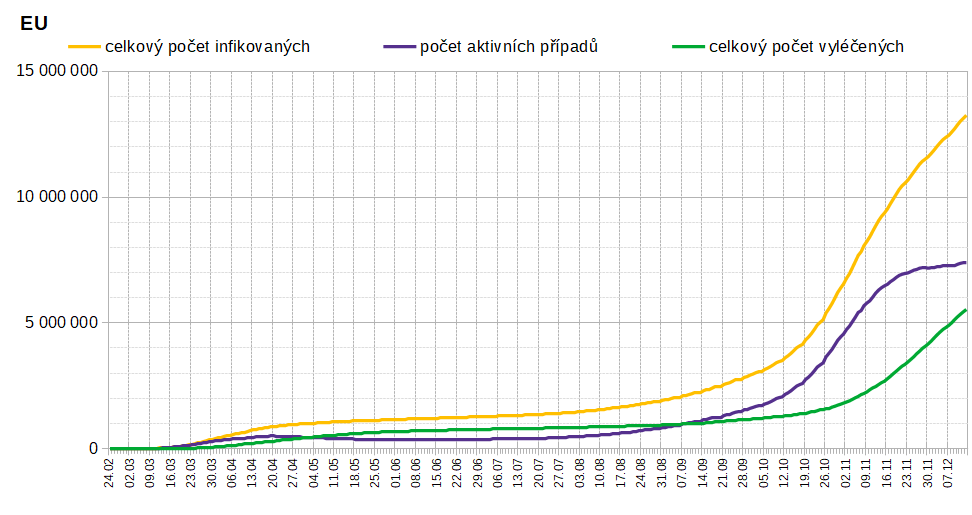 EU
celkový počet infikovaných počet aktivních případů celkový počet vyléčených
15 000 000
10 000 000
5 000 000
0
24.02 02.03 09.03 16.03 23.03 30.03 06.04 13.04 20.04 27.04 04.05 11.05 18.05 25.05 01.06 08.06 15.06 22.06 29.06 06.07 13.07 20.07 27.07 03.08 10.08 17.08 24.08 31.08 07.09 14.09 21.09 28.09 05.10 12.10 19.10 26.10 02.11 09.11 16.11 23.11 30.11 07.12